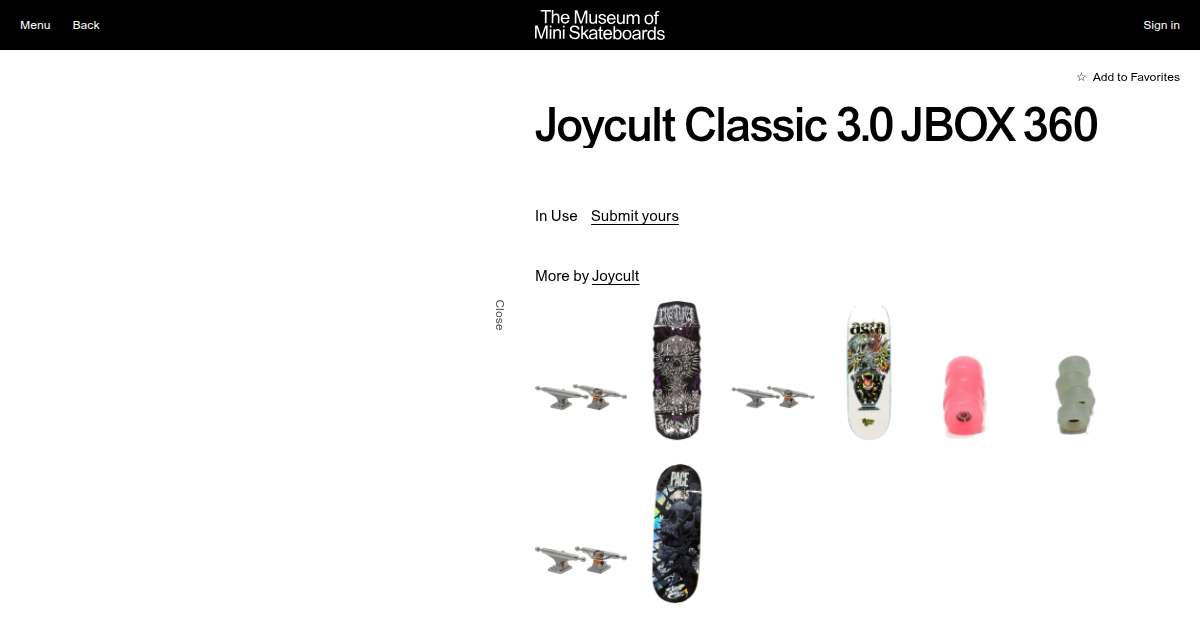 Menu Back
The Museum of
Mini Skateboards
Sign in
☆ Add to Favorites
Joycult Classic 3.0 JBOX 360
In Use Submit yours
More by Joycult
Close
PACE